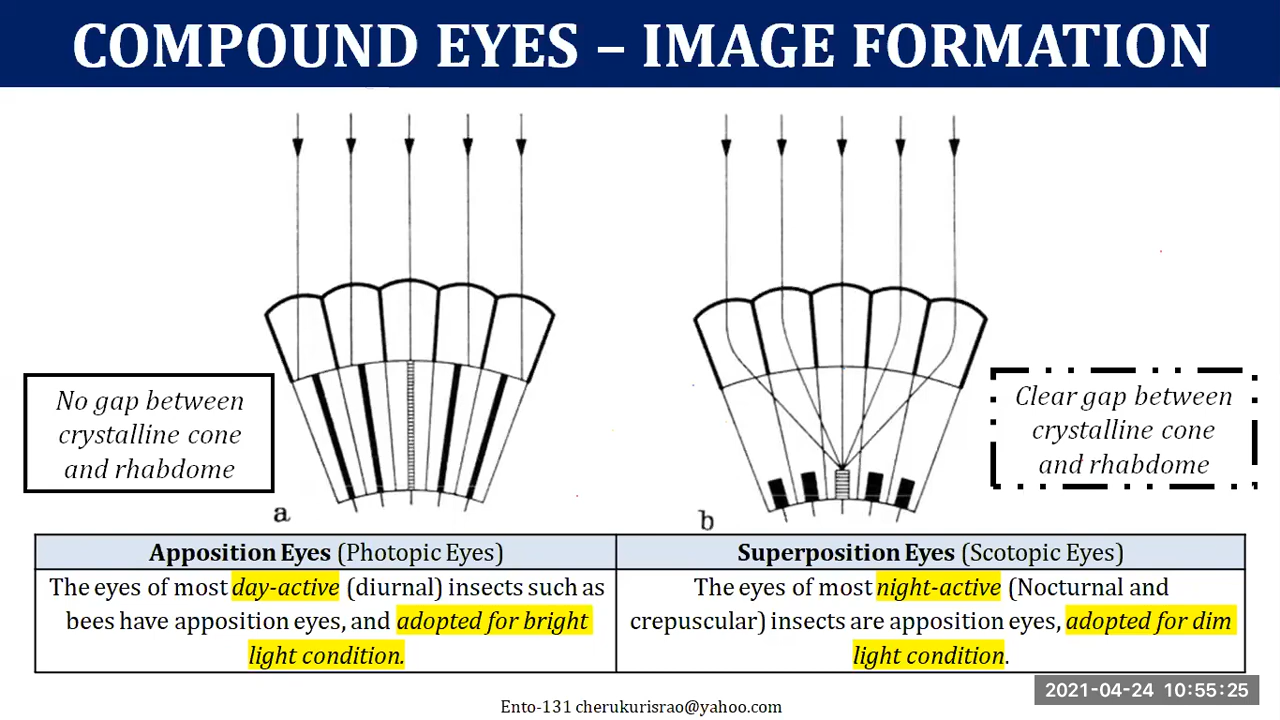 COMPOUND EYES – IMAGE FORMATION
No gap between
crystalline cone
and rhabdome
Clear gap between
crystalline cone
and rhabdome
a
b
Apposition Eyes (Photopic Eyes)
The eyes of most day-active (diurnal) insects such as
bees have apposition eyes, and adopted for bright
light condition.
Superposition Eyes (Scotopic Eyes)
The eyes of most night-active (Nocturnal and
crepuscular) insects are apposition eyes, adopted for dim
light condition.
2021-04-24 10:55:25
Ento-131 cherukurisrao@yahoo.com